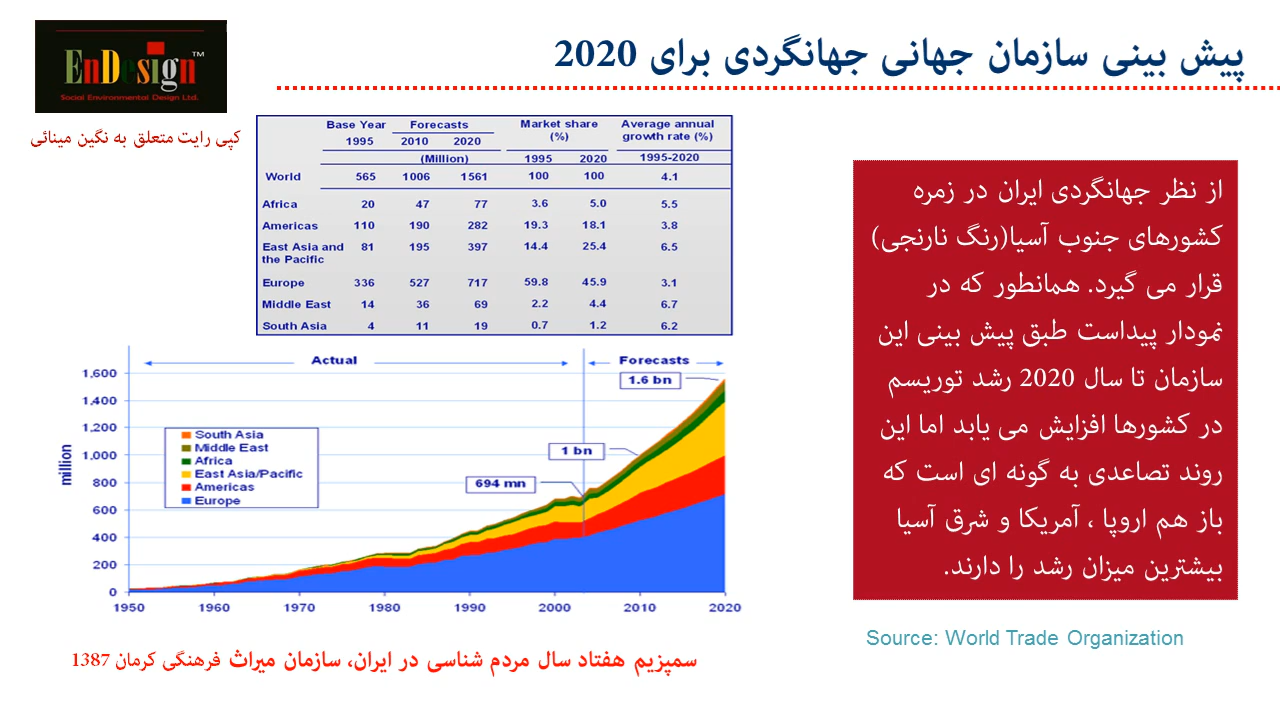 پیش بینی سازمان جهانی جهانگردی برای 2020
EnDesign™
Social Environmental Design Ltd.
کپی رایت متعلق به نگین مینائی
Base Year Forecasts Market share Average annual
(%) growth rate (%)
1995 2010 2020
(Million) 1995 2020 1995-2020
World 565 1006 1561 100 100 4.1
Africa 20 47 77 3.6 5.0 5.5
Americas 110 190 282 19.3 18.1 3.8
East Asia and 81 195 397 14.4 25.4 6.5
the Pacific
Europe 336 527 717 59.8 45.9 3.1
Middle East 14 36 69 2.2 4.4 6.7
South Asia 4 11 19 0.7 1.2 6.2
از نظر جهانگردی ایران در زمره
کشورهای جنوب آسیا(رنگ نارنجی)
قرار می گیرد. همانطور که در
نمودار پیداست طبق پیش بینی این
سازمان تا سال 2020 رشد توریسم
در کشورها افزایش می یابد اما این
روند تصاعدی به گونه ای است که
باز هم اروپا ، آمریکا و شرق آسیا
بیشترین میزان رشد را دارند.
Actual Forecasts
1.6 bn
1 bn
694 mn
South Asia
Middle East
Africa
East Asia/Pacific
Americas
Europe
million
1,600
1,400
1,200
1,000
800
600
400
200
0
1950 1960 1970 1980 1990 2000 2010 2020
Source: World Trade Organization
سمپزیم هفتاد سال مردم شناسی در ایران، سازمان میراث فرهنگی کرمان 1387